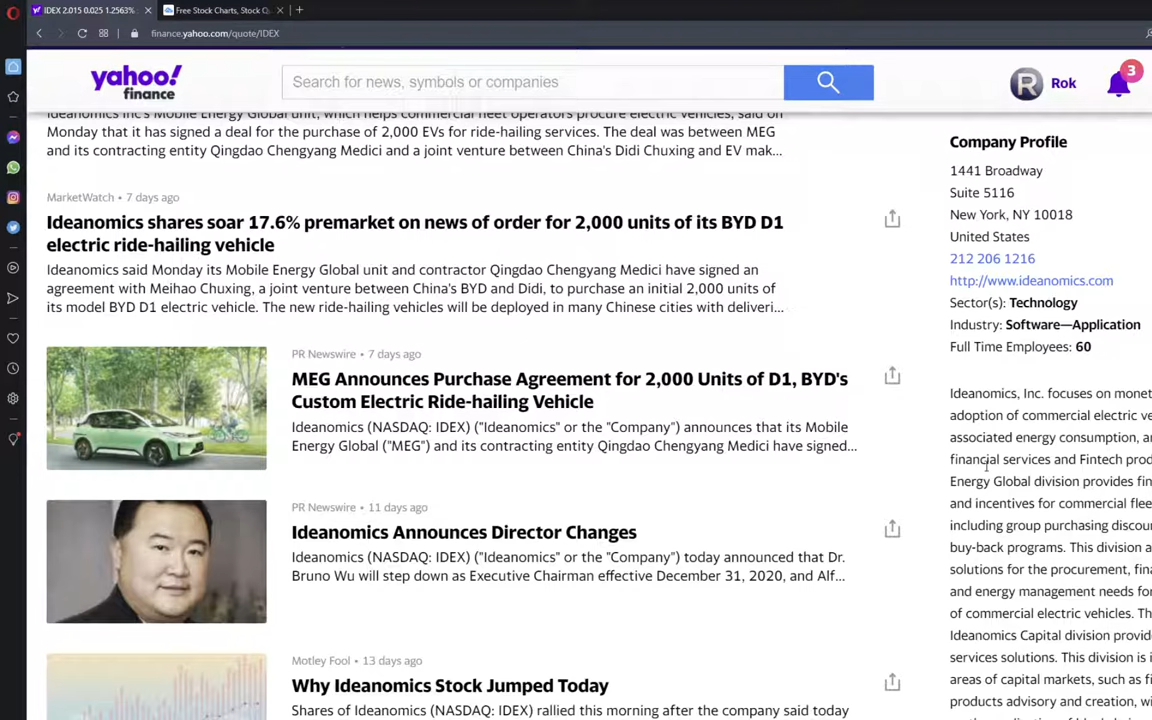 IDEX 2.015 0.025 1.2563%
Free Stock Charts, Stock Q
finance.yahoo.com/quote/IDEX
yahoo!
finance
Search for news, symbols or companies
R
Rok
3
Ideanomics Inc's Mobile Energy Global unit, which helps commercial fleet operators procure electric vehicles, said on
Monday that it has signed a deal for the purchase of 2,000 EVs for ride-hailing services. The deal was between MEG
and its contracting entity Qingdao Chengyang Medici and a joint venture between China's Didi Chuxing and EV mak...
MarketWatch • 7 days ago
Ideanomics shares soar 17.6% premarket on news of order for 2,000 units of its BYD D1
electric ride-hailing vehicle
Ideanomics said Monday its Mobile Energy Global unit and contractor Qingdao Chengyang Medici have signed an
agreement with Meihao Chuxing, a joint venture between China's BYD and Didi, to purchase an initial 2,000 units of
its model BYD D1 electric vehicle. The new ride-hailing vehicles will be deployed in many Chinese cities with deliveri...
PR Newswire • 7 days ago
MEG Announces Purchase Agreement for 2,000 Units of D1, BYD's
Custom Electric Ride-hailing Vehicle
Ideanomics (NASDAQ: IDEX) ("Ideanomics" or the "Company") announces that its Mobile
Energy Global ("MEG") and its contracting entity Qingdao Chengyang Medici have signed...
PR Newswire • 11 days ago
Ideanomics Announces Director Changes
Ideanomics (NASDAQ: IDEX) ("Ideanomics" or the "Company") today announced that Dr.
Bruno Wu will step down as Executive Chairman effective December 31, 2020, and Alf...
Motley Fool • 13 days ago
Why Ideanomics Stock Jumped Today
Shares of Ideanomics (NASDAQ: IDEX) rallied this morning after the company said today
Company Profile
1441 Broadway
Suite 5116
New York, NY 10018
United States
212 206 1216
http://www.ideanomics.com
Sector(s): Technology
Industry: Software—Application
Full Time Employees: 60
Ideanomics, Inc. focuses on monet
adoption of commercial electric ve
associated energy consumption, a
financial services and Fintech prod
Energy Global division provides fin
and incentives for commercial flee
including group purchasing discou
buy-back programs. This division a
solutions for the procurement, fina
and energy management needs for
of commercial electric vehicles. Th
Ideanomics Capital division provid
services solutions. This division is i
areas of capital markets, such as fi
products advisory and creation, wi